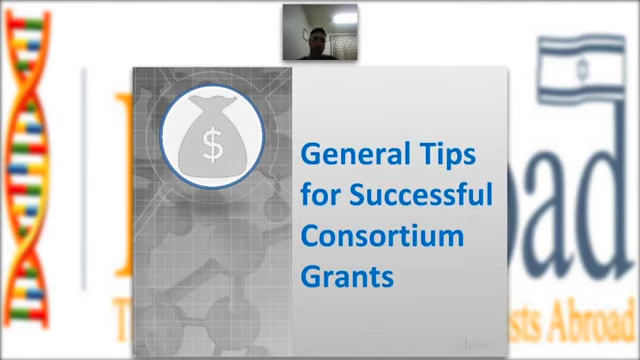 $
General Tips
for Successful
Consortium
Grants
ad
T
sts Abroad